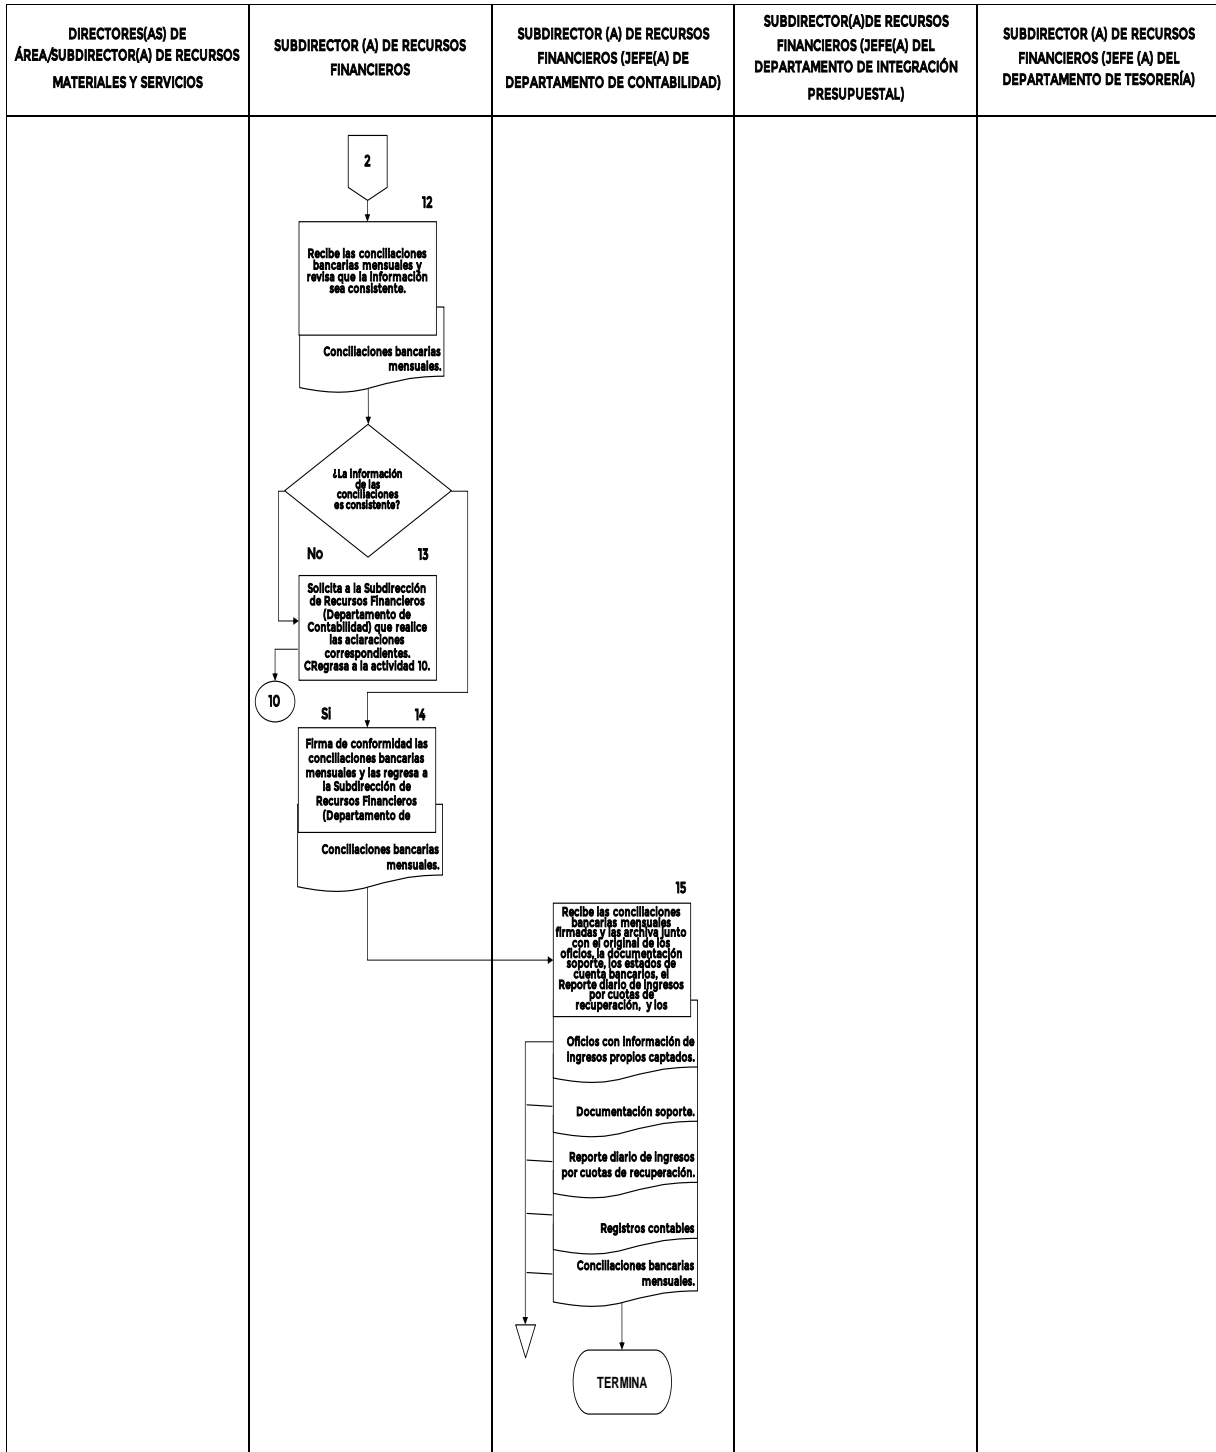 DIRECTORES(AS) DE
ÁREA/SUBDIRECTOR(A) DE RECURSOS
MATERIALES Y SERVICIOS
SUBDIRECTOR (A) DE RECURSOS
FINANCIEROS
SUBDIRECTOR (A) DE RECURSOS
FINANCIEROS (JEFE(A) DE
DEPARTAMENTO DE CONTABILIDAD)
SUBDIRECTOR(A)DE RECURSOS
FINANCIEROS (JEFE(A) DEL
DEPARTAMENTO DE INTEGRACIÓN
PRESUPUESTAL)
SUBDIRECTOR (A) DE RECURSOS
FINANCIEROS (JEFE (A) DEL
DEPARTAMENTO DE TESORERÍA)
2
12
Recibe las conciliaciones
bancarias mensuales y
revisa que la información
sea consistente.
Conciliaciones bancarias
mensuales.
¿La información
de las
conciliaciones
es consistente?
No
13
Solicita a la Subdirección
de Recursos Financieros
(Departamento de
Contabilidad) que realice
las aclaraciones
correspondientes.
CRegrasa a la actividad 10.
10
Si
14
Firma de conformidad las
conciliaciones bancarias
mensuales y las regresa a
la Subdirección de
Recursos Financieros
(Departamento de
Conciliaciones bancarias
mensuales.
15
Recibe las conciliaciones
bancarias mensuales
firmadas y las archiva junto
con el original de los
oficios, la documentación
soporte, los estados de
cuenta bancarios, el
Reporte diario de ingresos
por cuotas de
recuperación, y los
Oficios con información de
ingresos propios captados.
Documentación soporte.
Reporte diario de ingresos
por cuotas de recuperación.
Registros contables
Conciliaciones bancarias
mensuales.
TERMINA